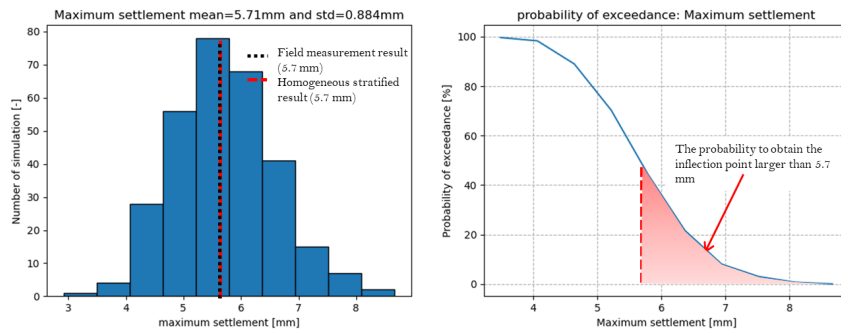 Maximum settlement mean=5.71mm and std=0.884mm
Number of simulation [-]
80
70
60
50
40
30
20
10
0
Field measurement result
(5.7 mm)
Homogeneous stratified
result (5.7 mm)
3 4 5 6 7 8
maximum settlement [mm]
probability of exceedance: Maximum settlement
Probability of exceedance [%]
100
80
60
40
20
0
The probability to obtain the
inflection point larger than 5.7
mm
4 5 6 7 8
Maximum settlement [mm]